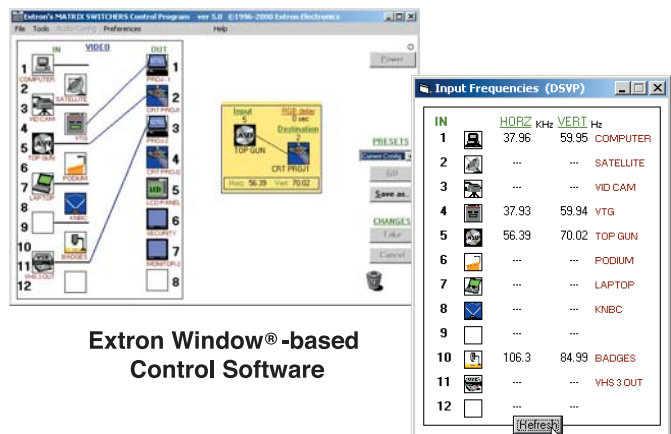 Extron's MATRIX SWITCHERS Control Program ver 5.0 ©1996-2000 Extron Electronics
File Tools Auto-Config Preferences Help
IN VIDEO OUT
1 COMPUTER
2 SATELLITE
3 VID CAM
4 VTG
5 TOP GUN
6 PODIUM
7 LAPTOP
8 KNBC
9
10 BADGES
11 VHS 3 OUT
12
PROJ-1 1
2 CRT PROJ1
3 PROJ-2
4 CRT PROJ2
LCD 5 LCD PANEL
6 SECURITY
7 MONITOR-2
8
Input RGB delay
5 0 sec
Destination
2
TOP GUN
CRT PROJ1
Horz: 56.39 Vert: 70.02
Power
PRESETS
Current Config
GO
Save as...
CHANGES
Take
Cancel
Extron Window®-based
Control Software
Input Frequencies (DSVP)
IN HORZ KHz VERT Hz
1 37.96 59.95 COMPUTER
2 --- --- SATELLITE
3 --- --- VID CAM
4 37.93 59.94 VTG
5 56.39 70.02 TOP GUN
6 --- --- PODIUM
7 --- --- LAPTOP
8 --- --- KNBC
9 --- ---
10 106.3 84.99 BADGES
11 --- --- VHS 3 OUT
12 --- ---
Refresh